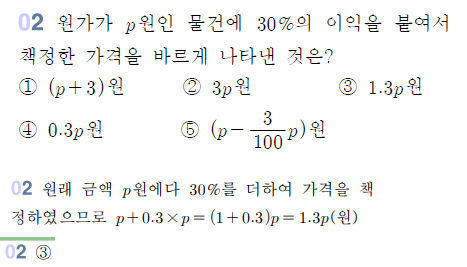 02 원가가 p원인 물건에 30%의 이익을 붙여서
책정한 가격을 바르게 나타낸 것은?
① (p+3)원 ② 3p원 ③ 1.3p원
④ 0.3p원 ⑤ (p-3/100p)원
02 원래 금액 p원에다 30%를 더하여 가격을 책
정하였으므로 p+0.3×p=(1+0.3)p=1.3p(원)
02 ③